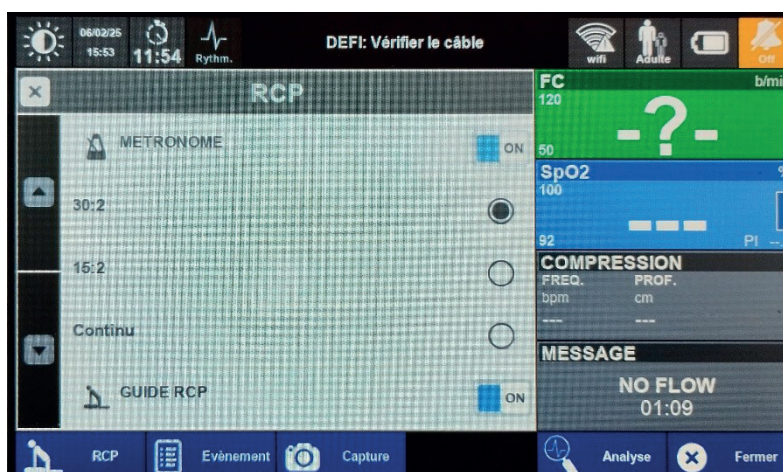 06/02/25
15:53
11:54
Rythm.
DEFI: Vérifier le câble
wifi
Adulte
Off
RCP
METRONOME
ON
30:2
15:2
Continu
GUIDE RCP
ON
FC
b/mi
120
-?-
50
SpO2
%
100
---
92
PI --.
COMPRESSION
FREQ. PROF.
bpm cm
--- ---
MESSAGE
NO FLOW
01:09
RCP
Evènement
Capture
Analyse
Fermer